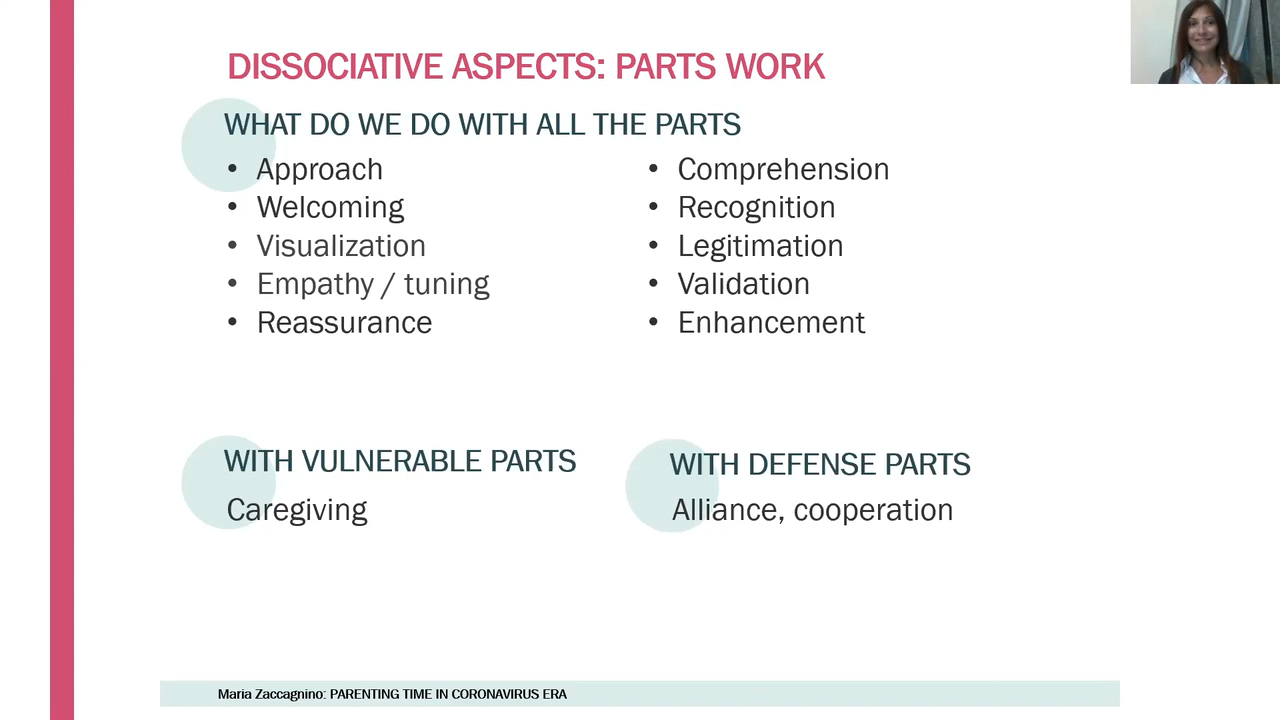 DISSOCIATIVE ASPECTS: PARTS WORK
WHAT DO WE DO WITH ALL THE PARTS
• Approach
• Welcoming
• Visualization
• Empathy / tuning
• Reassurance
• Comprehension
• Recognition
• Legitimation
• Validation
• Enhancement
WITH VULNERABLE PARTS
Caregiving
WITH DEFENSE PARTS
Alliance, cooperation
Maria Zaccagnino: PARENTING TIME IN CORONAVIRUS ERA